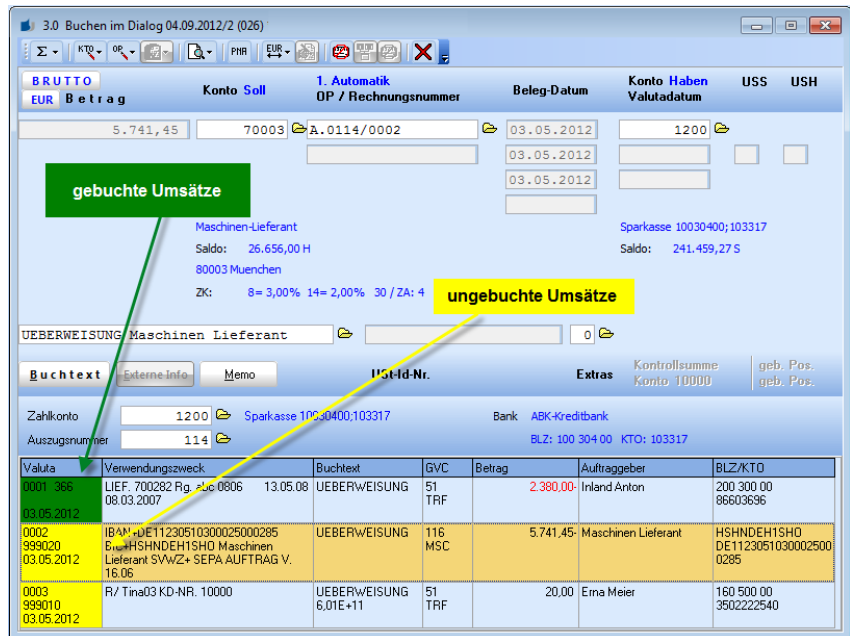 3.0 Buchen im Dialog 04.09.2012/2 (026)
Σ KTO OP PNR EUR
BRUTTO Konto Soll 1. Automatik Beleg-Datum Konto Haben USS USH
EUR Betrag OP / Rechnungsnummer Valutadatum
5.741,45 70003 A.0114/0002 03.05.2012 1200
03.05.2012
03.05.2012
gebuchte Umsätze
Maschinen-Lieferant Sparkasse 10030400;103317
Saldo: 26.656,00 H Saldo: 241.459,27 S
80003 Muenchen
ZK: 8= 3,00% 14= 2,00% 30 / ZA: 4
ungebuchte Umsätze
UEBERWEISUNG Maschinen Lieferant 0
Buchtext Externe Info Memo USt-Id-Nr. Extras Kontrollsumme geb. Pos.
Konto 10000 geb. Pos.
Zahlkonto 1200 Sparkasse 10030400;103317 Bank ABK-Kreditbank
Auszugsnummer 114 BLZ: 100 304 00 KTO: 103317
Valuta Verwendungszweck Buchtext GVC Betrag Auftraggeber BLZ/KTO
0001 366 LIEF. 700282 Rg. abc 0806 13.05.08 UEBERWEISUNG 51 2.380,00- Inland Anton 200 300 00
08.03.2007 TRF 86603696
03.05.2012
0002 IBAN+DE11230510300025000285 UEBERWEISUNG 116 5.741,45- Maschinen Lieferant HSHNDEH1SHO
999020 BIC+HSHNDEH1SHO Maschinen MSC DE1123051030002500
03.05.2012 Lieferant SVWZ+ SEPA AUFTRAG V. 0285
16.06
0003 R/ Tina03 KD-NR. 10000 UEBERWEISUNG 51 20,00 Erna Meier 160 500 00
999010 6,01E+11 TRF 3502222540
03.05.2012